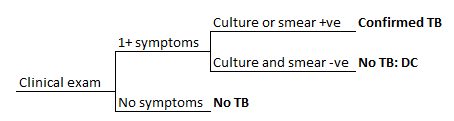 Culture or smear +ve Confirmed TB
1+ symptoms
Culture and smear -ve No TB: DC
Clinical exam
No symptoms No TB